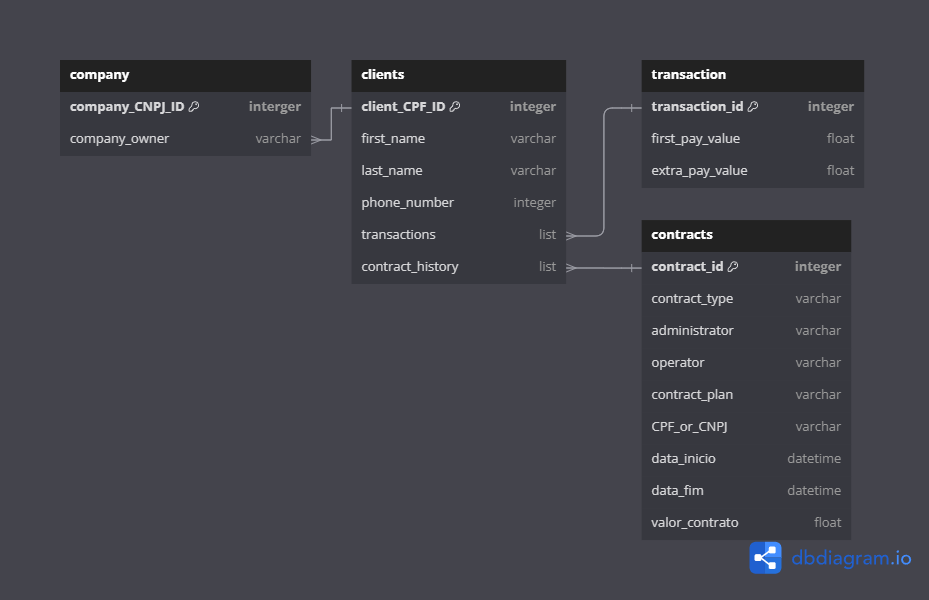 company
company_CNPJ_ID interger
company_owner varchar
clients
client_CPF_ID integer
first_name varchar
last_name varchar
phone_number integer
transactions list
contract_history list
transaction
transaction_id integer
first_pay_value float
extra_pay_value float
contracts
contract_id integer
contract_type varchar
administrator varchar
operator varchar
contract_plan varchar
CPF_or_CNPJ varchar
data_inicio datetime
data_fim datetime
valor_contrato float
dbdiagram.io